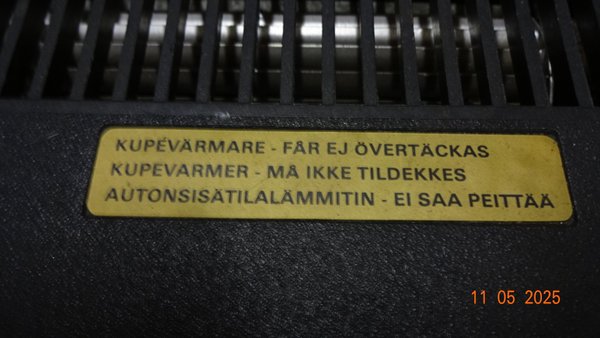 KUPÉVÄRMARE - FÅR EJ ÖVERTÄCKAS
KUPEVARMER - MÅ IKKE TILDEKKES
AUTONSISÄTILALÄMMITIN - EI SAA PEITTÄÄ
11 05 2025